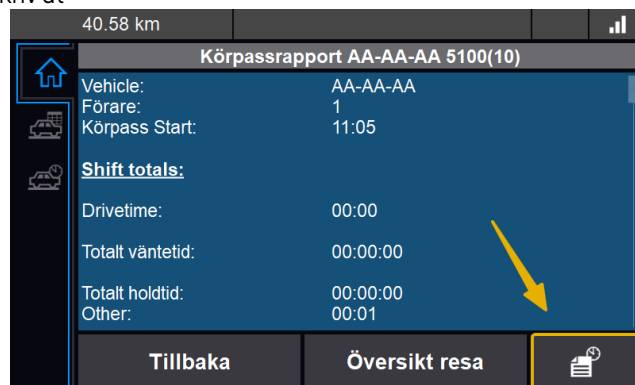 40.58 km
Körpassrapport AA-AA-AA 5100(10)
Vehicle: AA-AA-AA
Förare: 1
Körpass Start: 11:05
Shift totals:
Drivetime: 00:00
Totalt väntetid: 00:00:00
Totalt holdtid: 00:00:00
Other: 00:01
Tillbaka Översikt resa